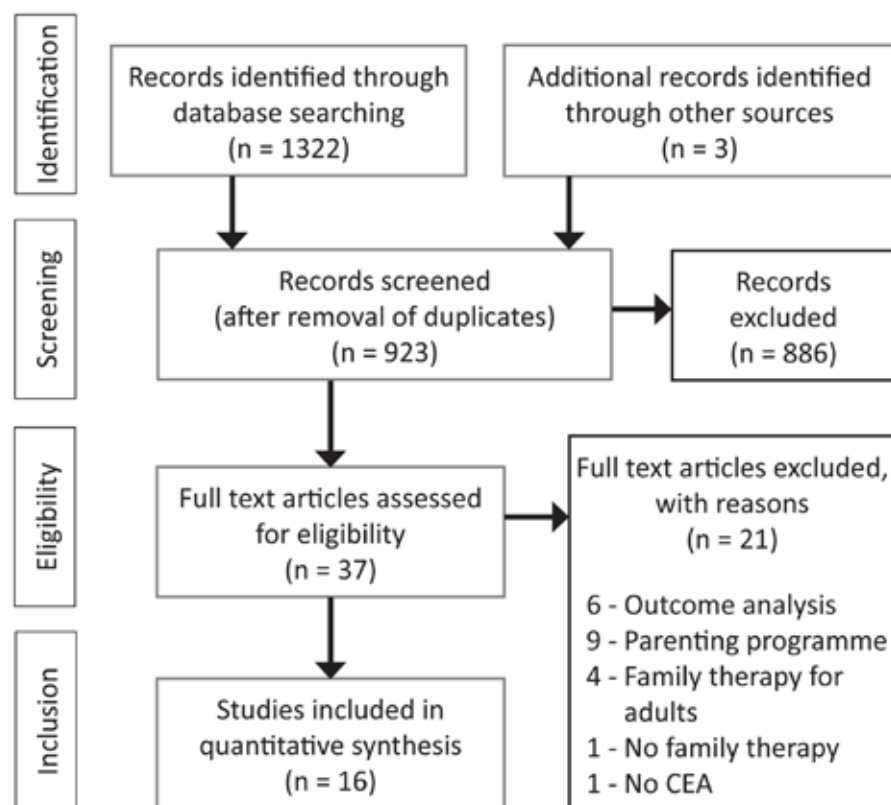 Identification
Records identified through
database searching
(n = 1322)
Additional records identified
through other sources
(n = 3)
Screening
Records screened
(after removal of duplicates)
(n = 923)
Records
excluded
(n = 886)
Eligibility
Full text articles assessed
for eligibility
(n = 37)
Full text articles excluded,
with reasons
(n = 21)
6 - Outcome analysis
9 - Parenting programme
4 - Family therapy for
adults
1 - No family therapy
1 - No CEA
Inclusion
Studies included in
quantitative synthesis
(n = 16)